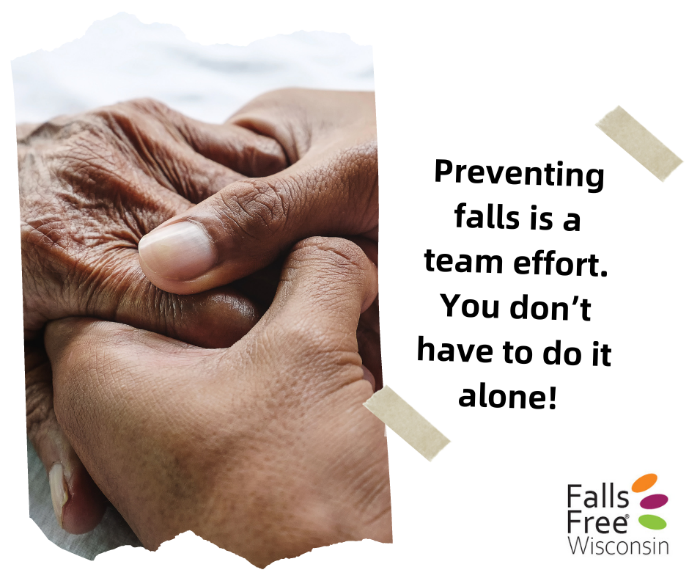 Preventing
falls is a
team effort.
You don’t
have to do it
alone!
Falls
Free®
Wisconsin